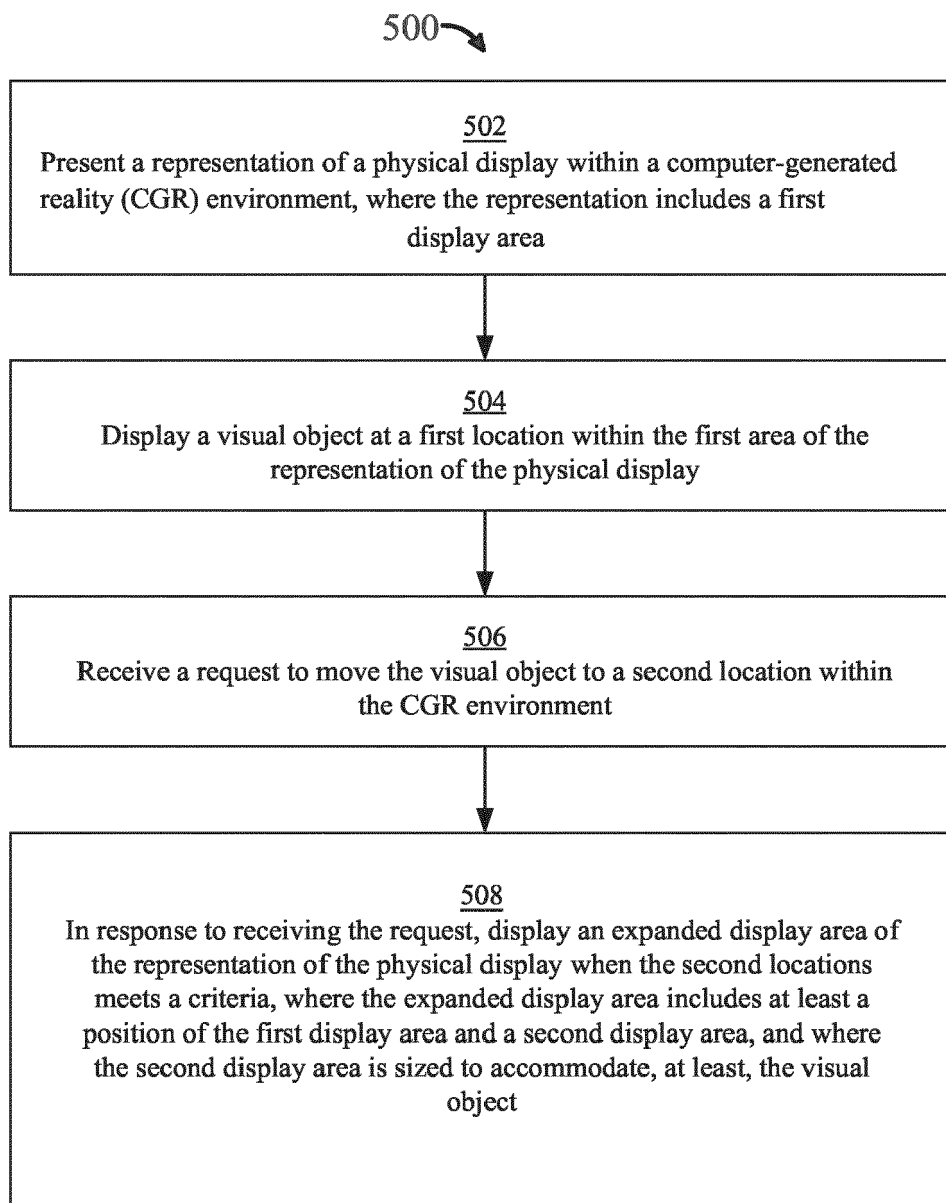 500
502
Present a representation of a physical display within a computer-generated
reality (CGR) environment, where the representation includes a first
display area
504
Display a visual object at a first location within the first area of the
representation of the physical display
506
Receive a request to move the visual object to a second location within
the CGR environment
508
In response to receiving the request, display an expanded display area of
the representation of the physical display when the second locations
meets a criteria, where the expanded display area includes at least a
position of the first display area and a second display area, and where
the second display area is sized to accommodate, at least, the visual
object